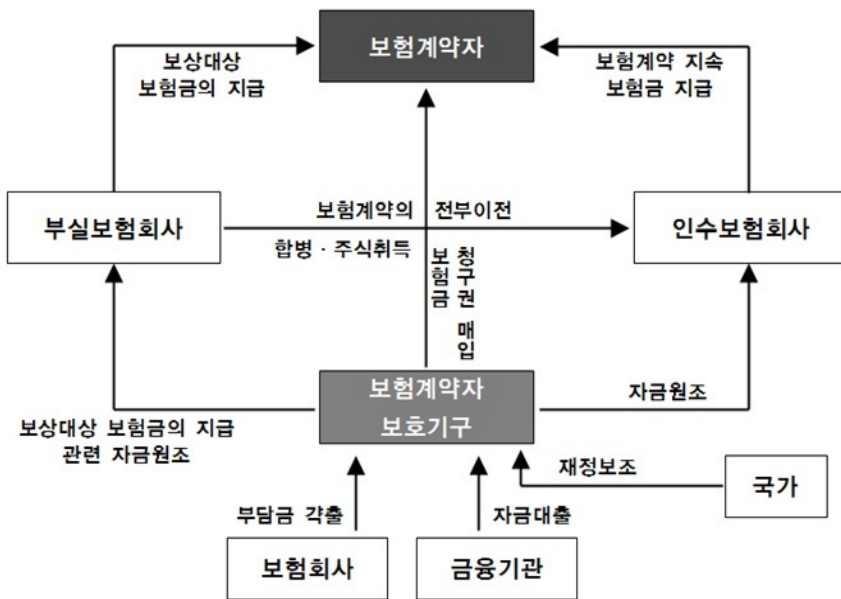 보험계약자
보상대상
보험금의 지급
보험계약 지속
보험금 지급
부실보험회사
보험계약의 전부이전
인수보험회사
합병 · 주식취득
보험금
청구권 매입
보험계약자
보호기구
자금원조
보상대상 보험금의 지급
관련 자금원조
재정보조
국가
부담금 갹출
자금대출
보험회사
금융기관